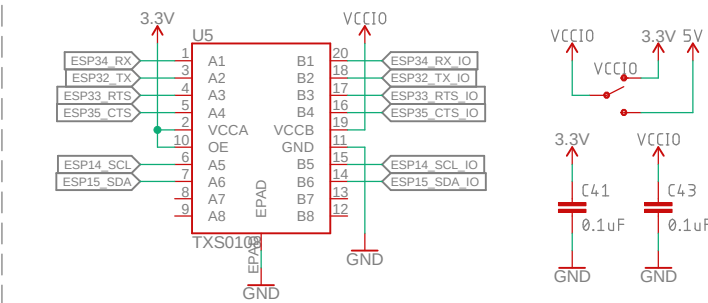 3.3V VCCIO
U5
ESP34_RX 1 A1 B1 20 ESP34_RX_IO
ESP32_TX 3 A2 B2 18 ESP32_TX_IO
ESP33_RTS 4 A3 B3 17 ESP33_RTS_IO
ESP35_CTS 5 A4 B4 16 ESP35_CTS_IO
2 VCCA VCCB 19
10 OE GND 11
ESP14_SCL 6 A5 B5 15 ESP14_SCL_IO
ESP15_SDA 7 A6 B6 14 ESP15_SDA_IO
8 A7 B7 13
9 A8 B8 12
EPAD
TXS0108
EPAD
GND
GND
VCCIO 3.3V 5V
VCCIO
3.3V VCCIO
C41 C43
0.1uF 0.1uF
GND GND